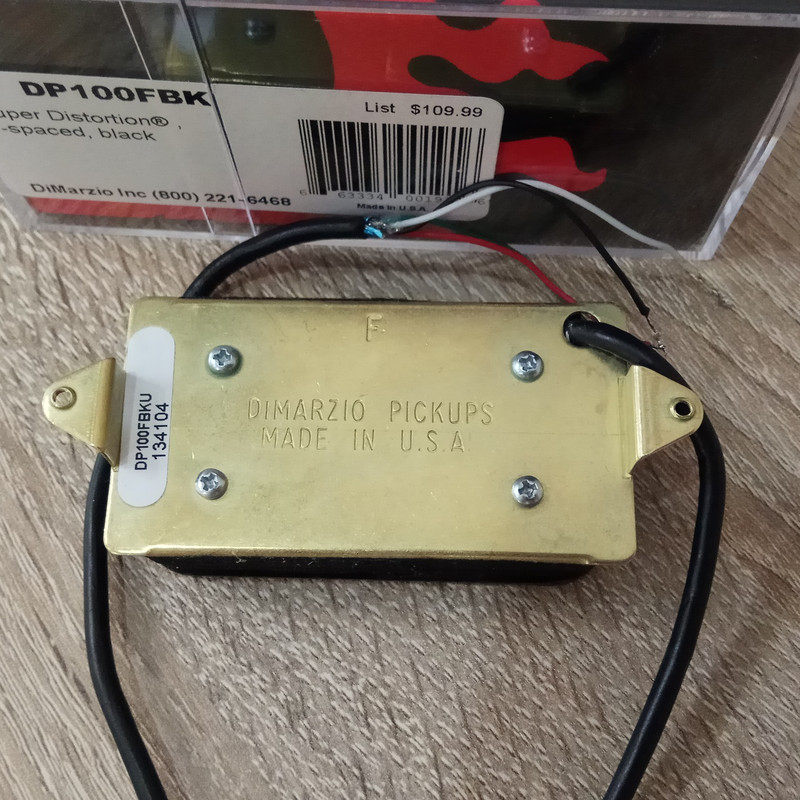 DP100FBK
uper Distortion® ,
-spaced, black
List $109.99
DiMarzio Inc (800) 221-6468
Made in U.S.A.
F
DIMARZIO PICKUPS
MADE IN U.S.A
DP100FBKU
134104